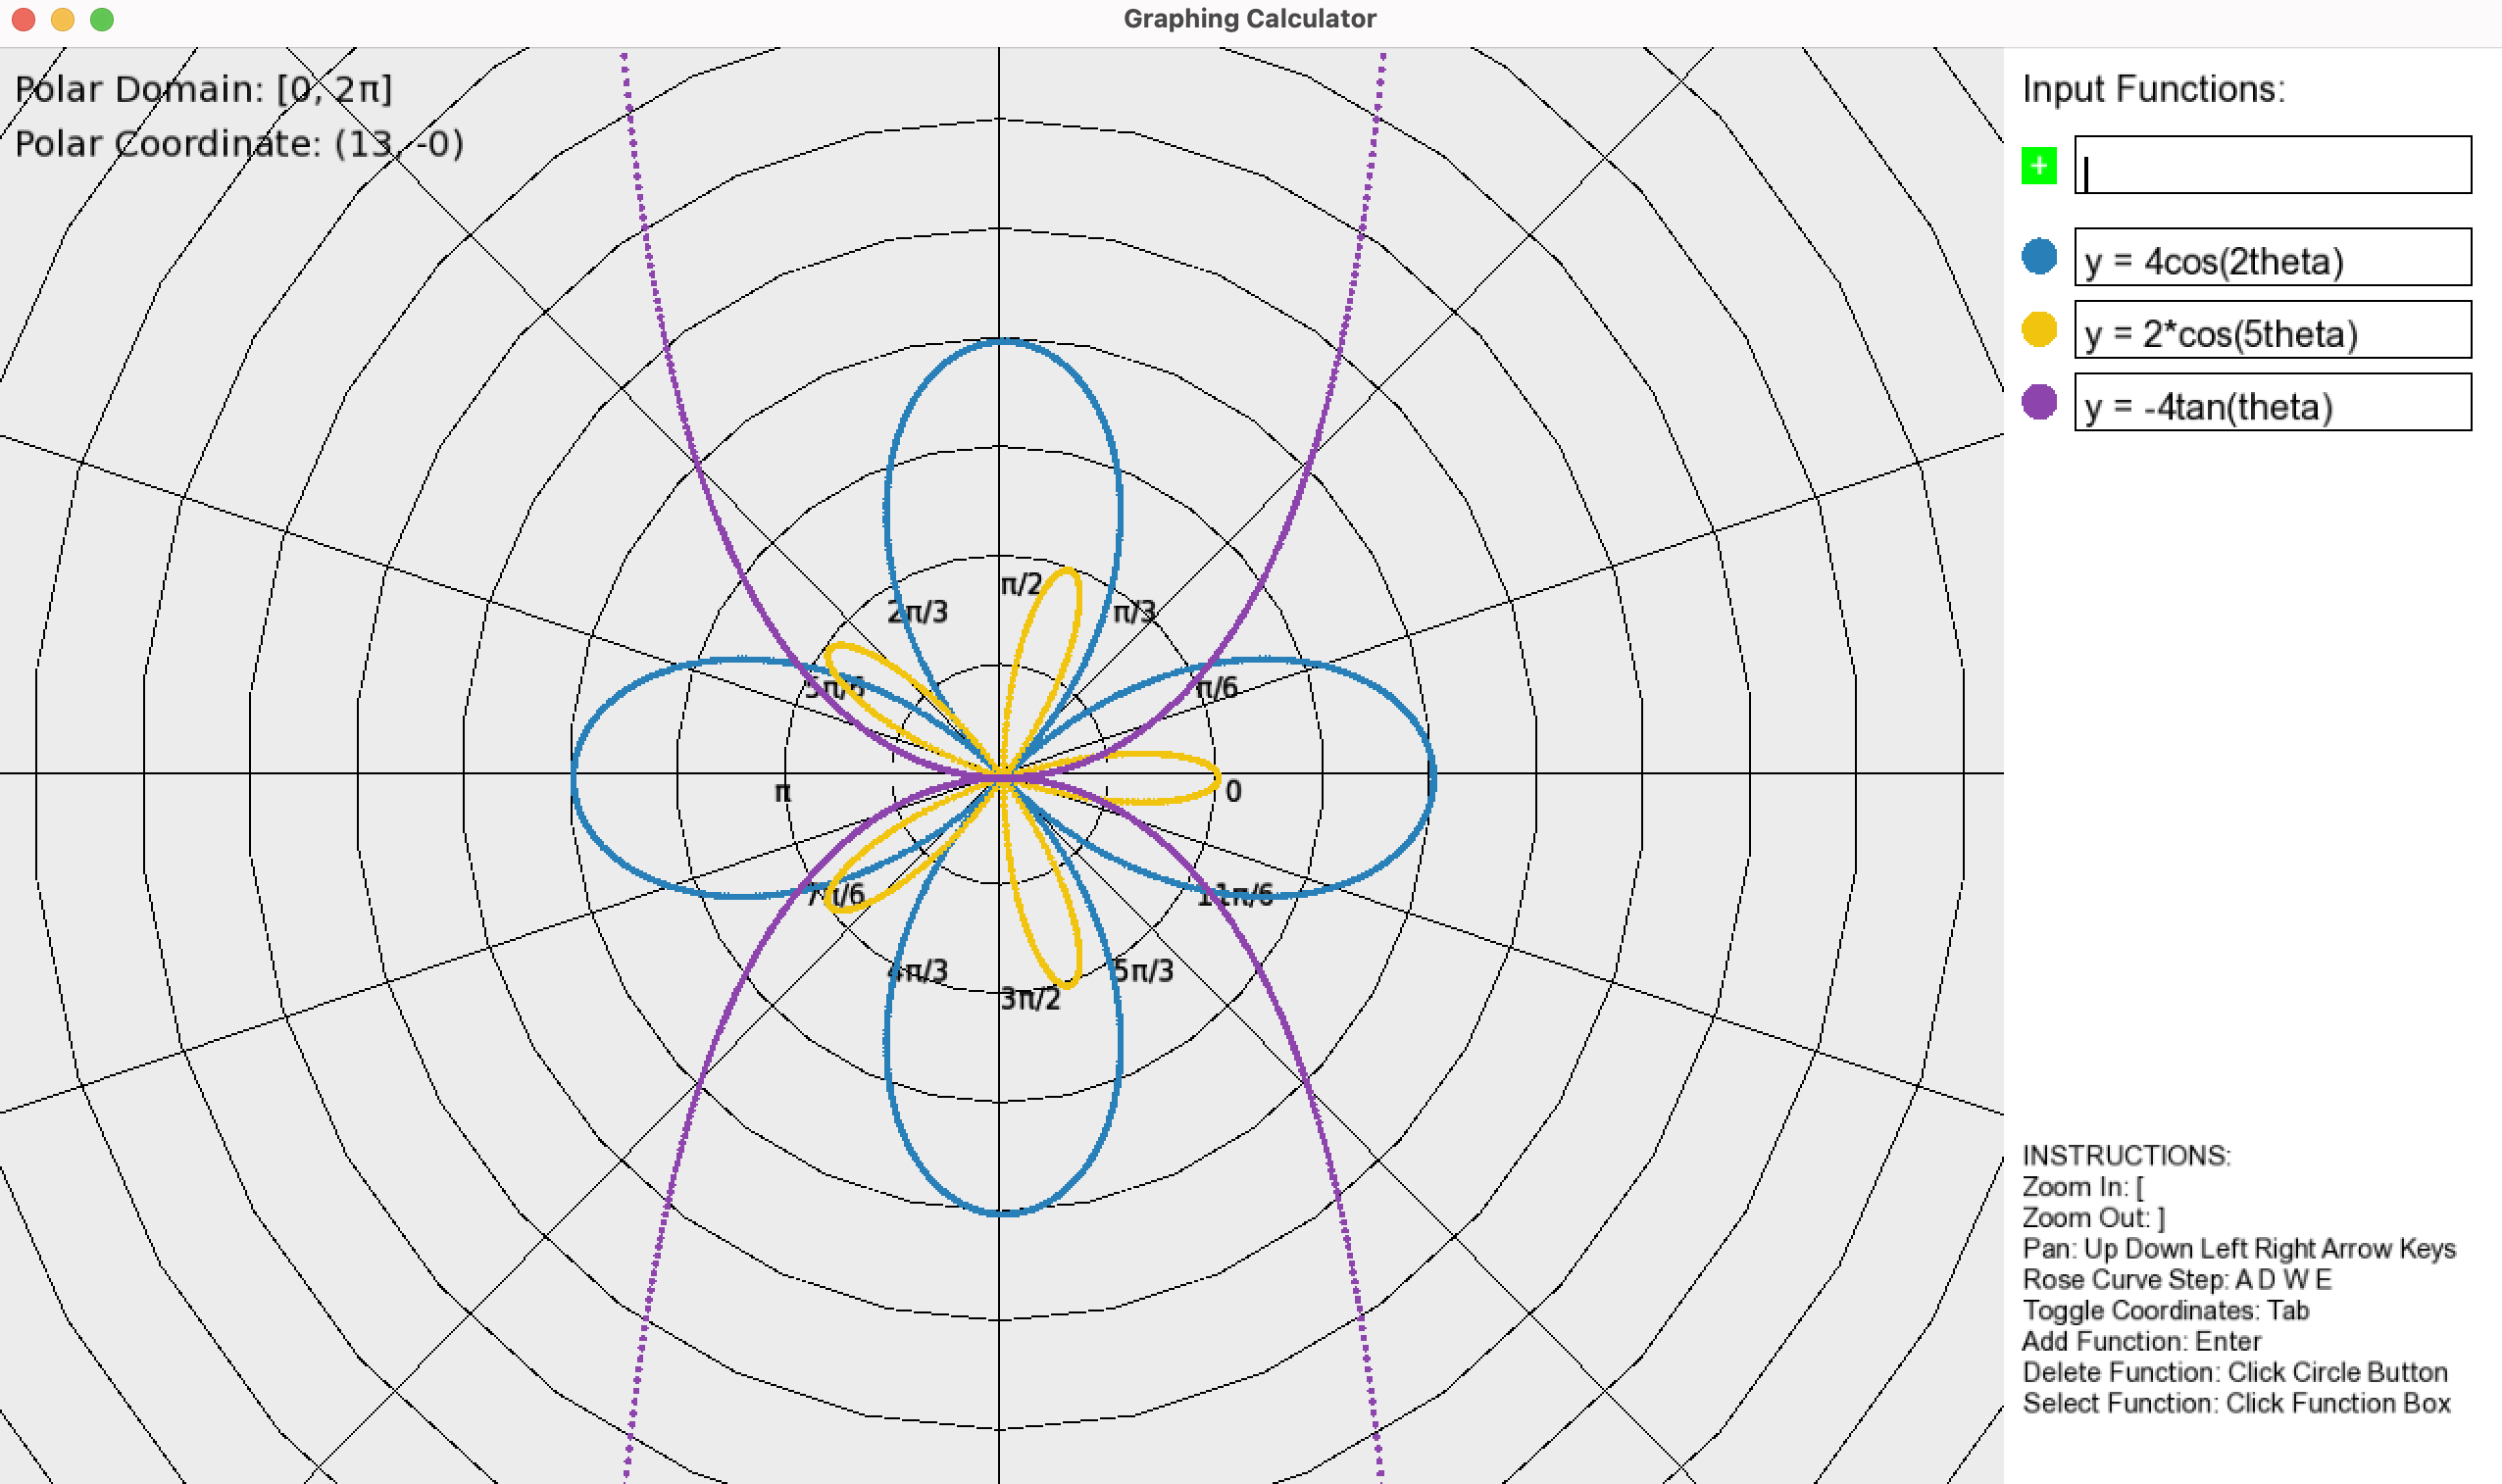 Graphing Calculator
Polar Domain: [0, 2π]
Polar Coordinate: (13, -0)
π/2
2π/3
π/3
5π/6
π/6
π
0
7π/6
11π/6
4π/3
5π/3
3π/2
Input Functions:
+
y = 4cos(2theta)
y = 2*cos(5theta)
y = -4tan(theta)
INSTRUCTIONS:
Zoom In: [
Zoom Out: ]
Pan: Up Down Left Right Arrow Keys
Rose Curve Step: A D W E
Toggle Coordinates: Tab
Add Function: Enter
Delete Function: Click Circle Button
Select Function: Click Function Box